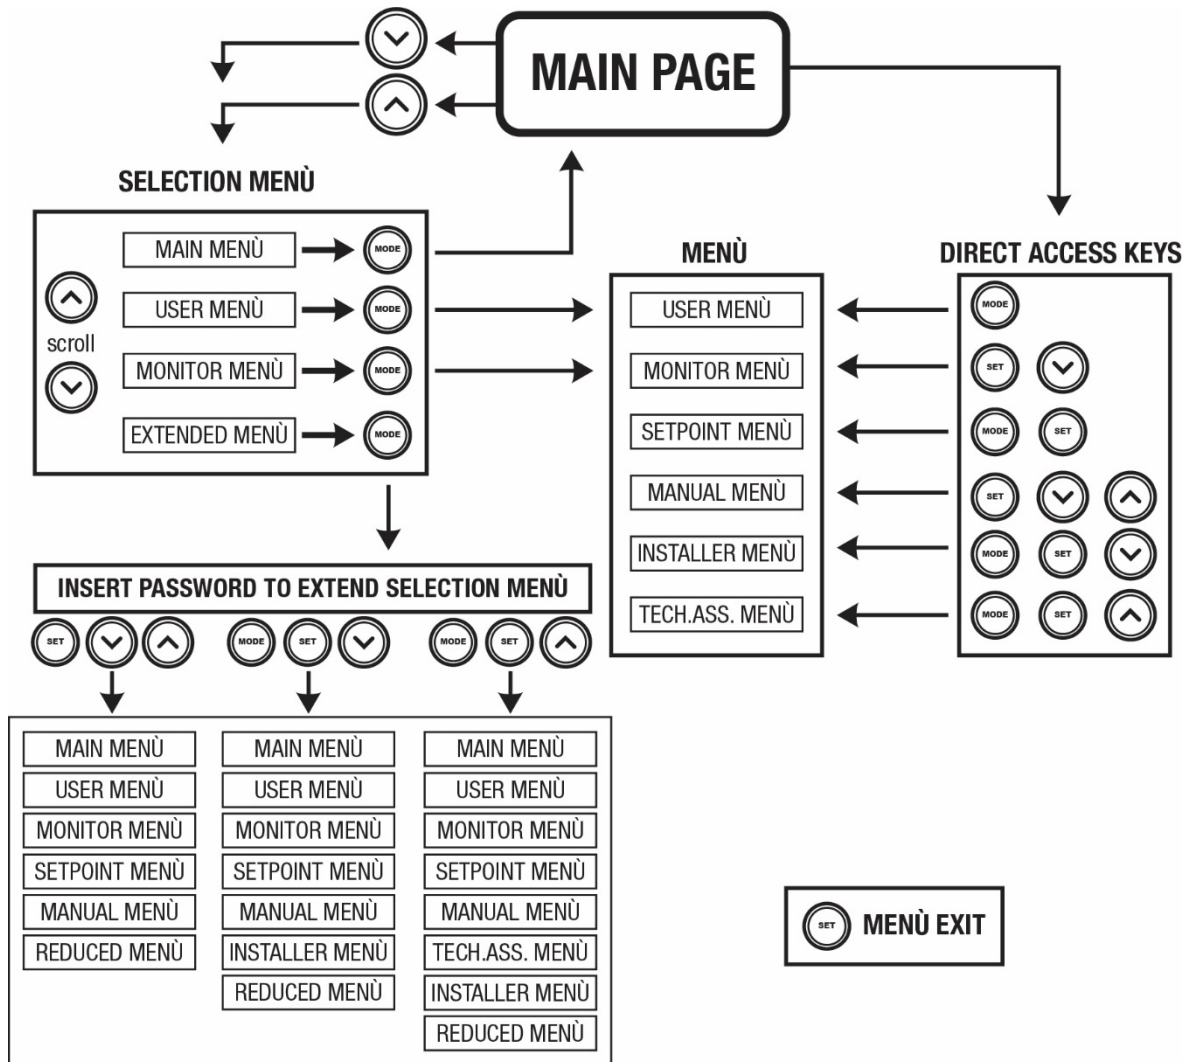 MAIN PAGE
SELECTION MENÙ
MAIN MENÙ MODE
USER MENÙ MODE
scroll
MONITOR MENÙ MODE
EXTENDED MENÙ MODE
MENÙ
USER MENÙ
MONITOR MENÙ
SETPOINT MENÙ
MANUAL MENÙ
INSTALLER MENÙ
TECH.ASS. MENÙ
DIRECT ACCESS KEYS
MODE
SET
MODE SET
SET
MODE SET
MODE SET
INSERT PASSWORD TO EXTEND SELECTION MENÙ
SET
MODE SET
MODE SET
MAIN MENÙ
USER MENÙ
MONITOR MENÙ
SETPOINT MENÙ
MANUAL MENÙ
REDUCED MENÙ
MAIN MENÙ
USER MENÙ
MONITOR MENÙ
SETPOINT MENÙ
MANUAL MENÙ
INSTALLER MENÙ
REDUCED MENÙ
MAIN MENÙ
USER MENÙ
MONITOR MENÙ
SETPOINT MENÙ
MANUAL MENÙ
TECH.ASS. MENÙ
INSTALLER MENÙ
REDUCED MENÙ
SET MENÙ EXIT